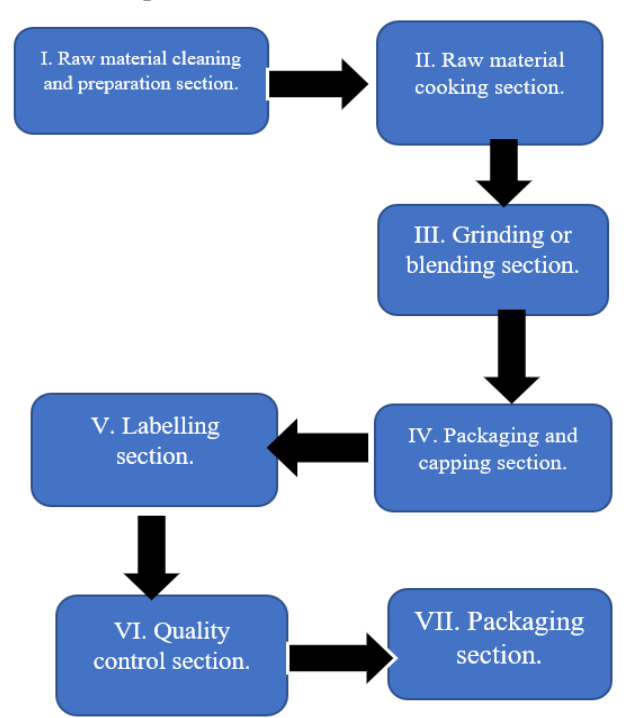 I. Raw material cleaning
and preparation section.
II. Raw material
cooking section.
III. Grinding or
blending section.
IV. Packaging and
capping section.
V. Labelling
section.
VI. Quality
control section.
VII. Packaging
section.